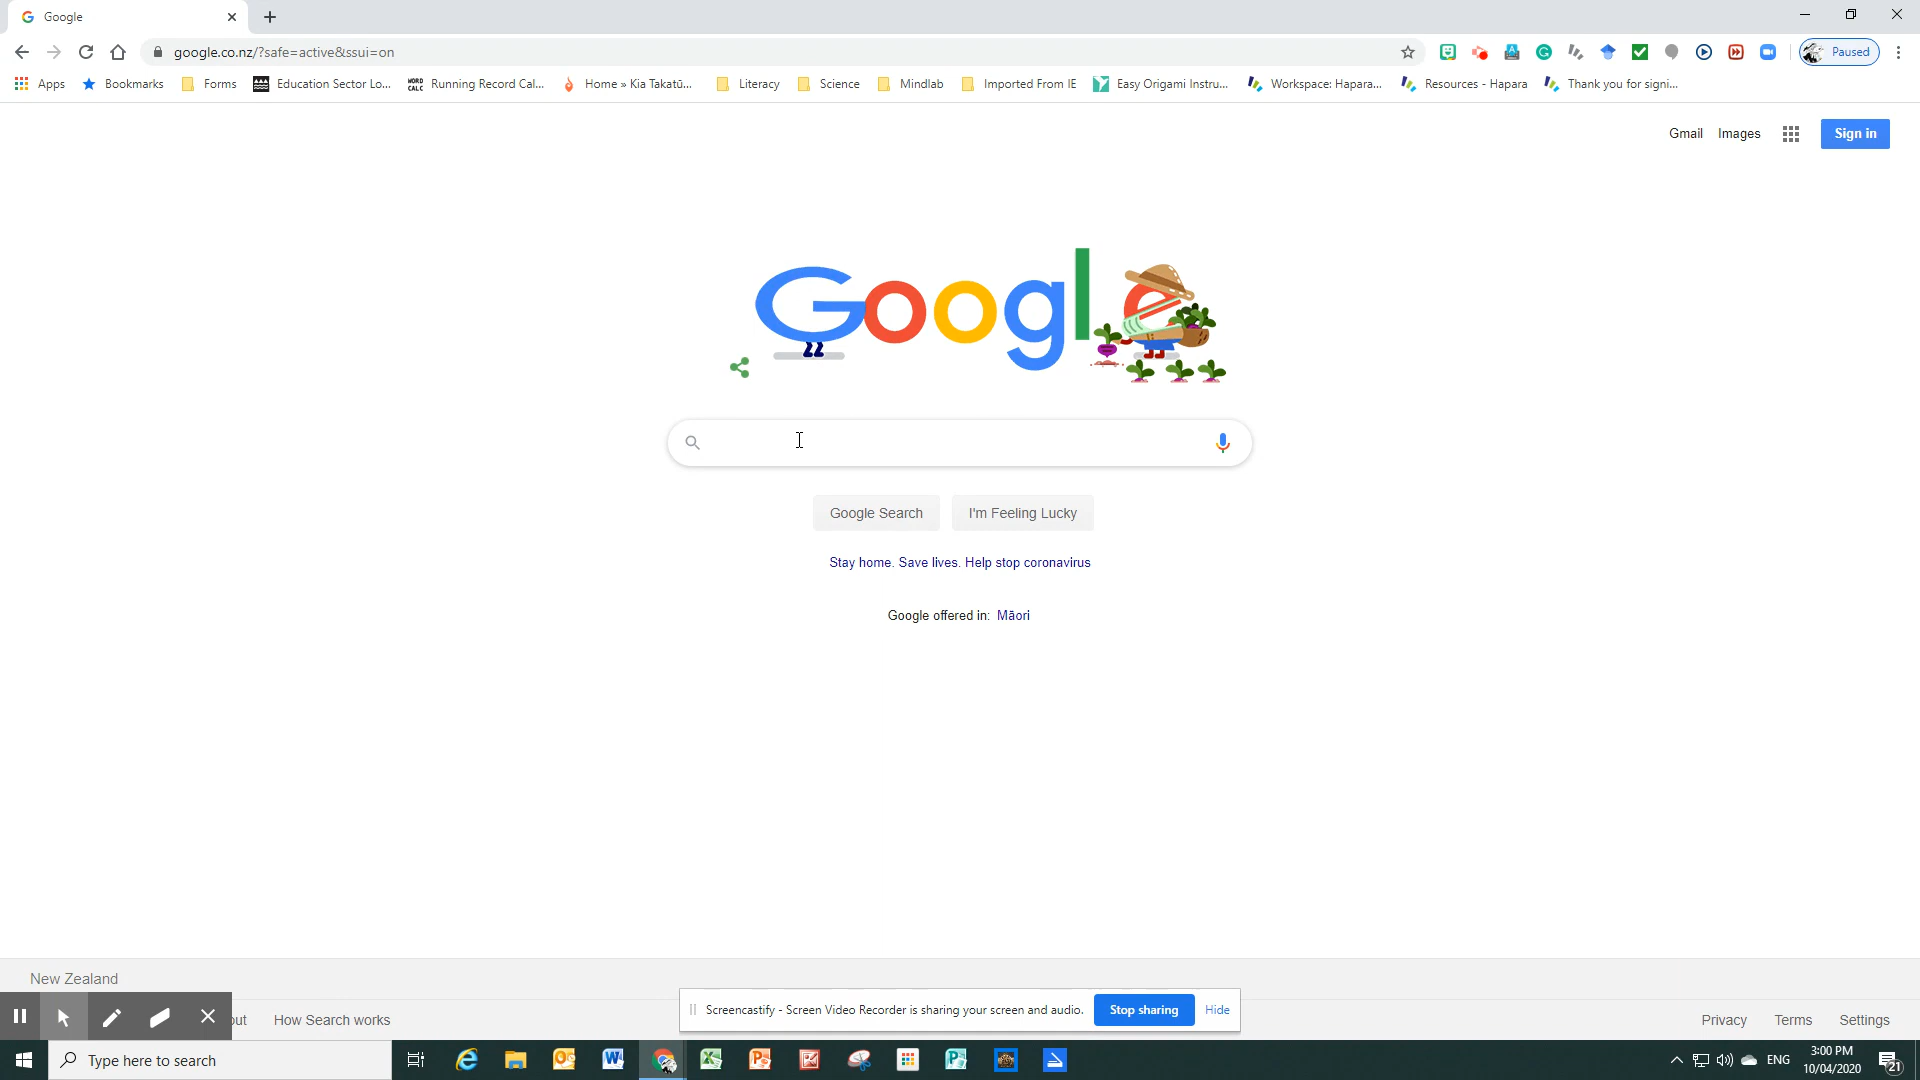 Google
google.co.nz/?safe=active&ssui=on
Paused
Apps
Bookmarks
Forms
Education Sector Lo...
WORD CALC
Running Record Cal...
Home » Kia Takatū...
Literacy
Science
Mindlab
Imported From IE
Easy Origami Instru...
Workspace: Hapara...
Resources - Hapara
Thank you for signi...
Gmail
Images
Sign in
Google
Google Search
I'm Feeling Lucky
Stay home. Save lives. Help stop coronavirus
Google offered in: Māori
New Zealand
out
How Search works
Screencastify - Screen Video Recorder is sharing your screen and audio.
Stop sharing
Hide
Privacy
Terms
Settings
Type here to search
ENG
3:00 PM
10/04/2020
21